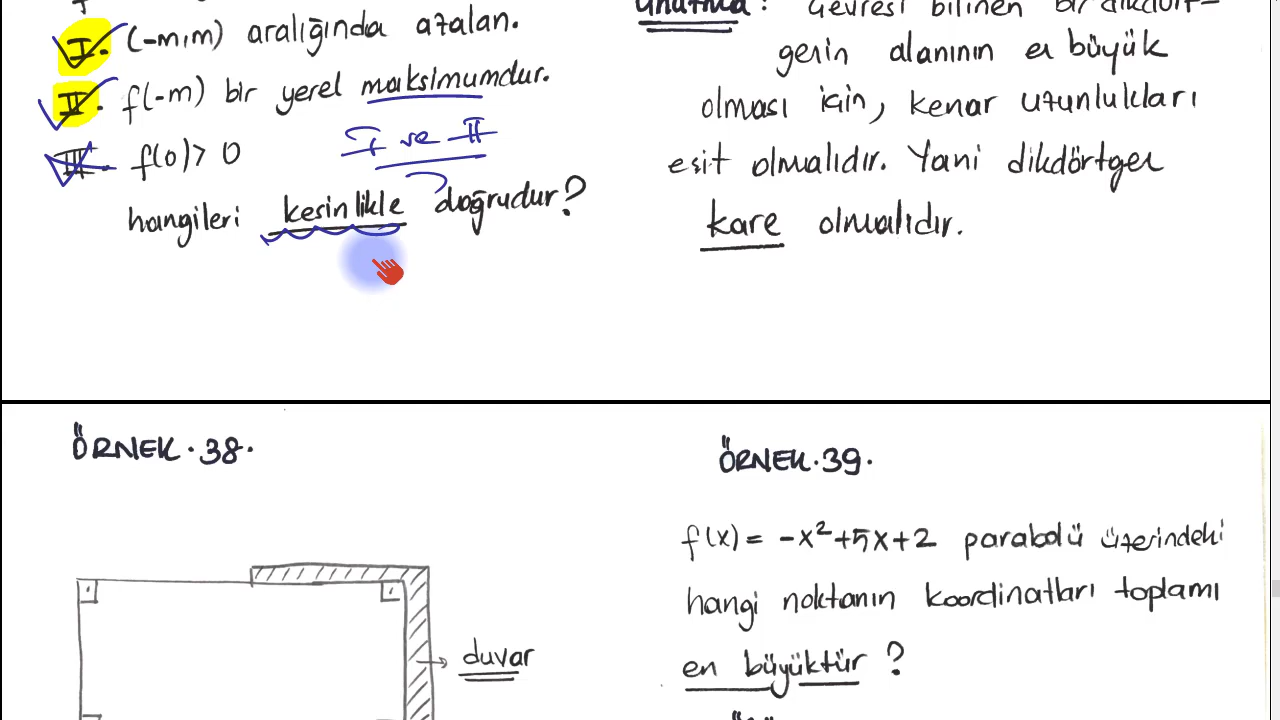 I. (-m,m) aralığında azalan.
II. f(-m) bir yerel maksimumdur.
III. f(0) > 0
I ve II
hangileri kesinlikle doğrudur?
Unutma: Çevresi bilinen bir dikdört-
genin alanının en büyük
olması için, kenar uzunlukları
eşit olmalıdır. Yani dikdörtgen
kare olmalıdır.
ÖRNEK.38.
duvar
ÖRNEK.39.
f(x) = -x²+5x+2 parabolü üzerindeki
hangi noktanın koordinatları toplamı
en büyüktür?